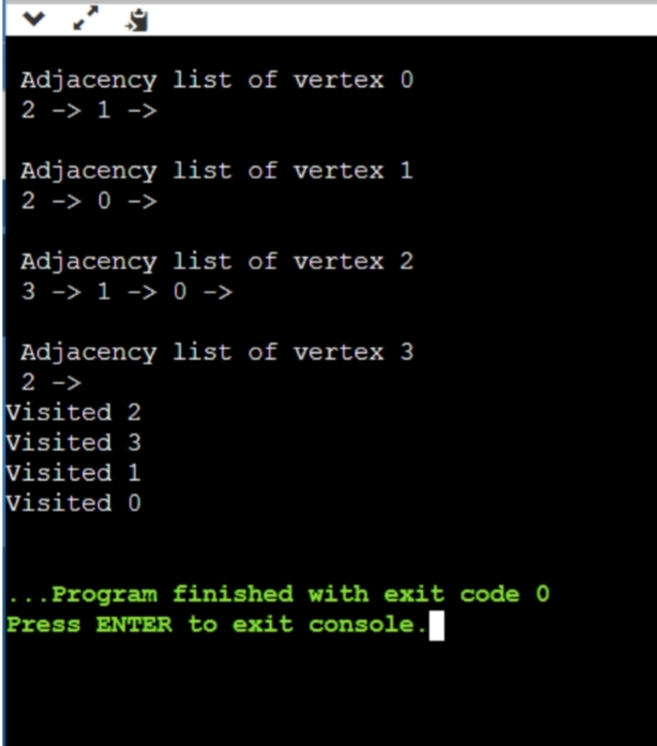 Adjacency list of vertex 0
2 -> 1 ->
Adjacency list of vertex 1
2 -> 0 ->
Adjacency list of vertex 2
3 -> 1 -> 0 ->
Adjacency list of vertex 3
2 ->
Visited 2
Visited 3
Visited 1
Visited 0
...Program finished with exit code 0
Press ENTER to exit console.